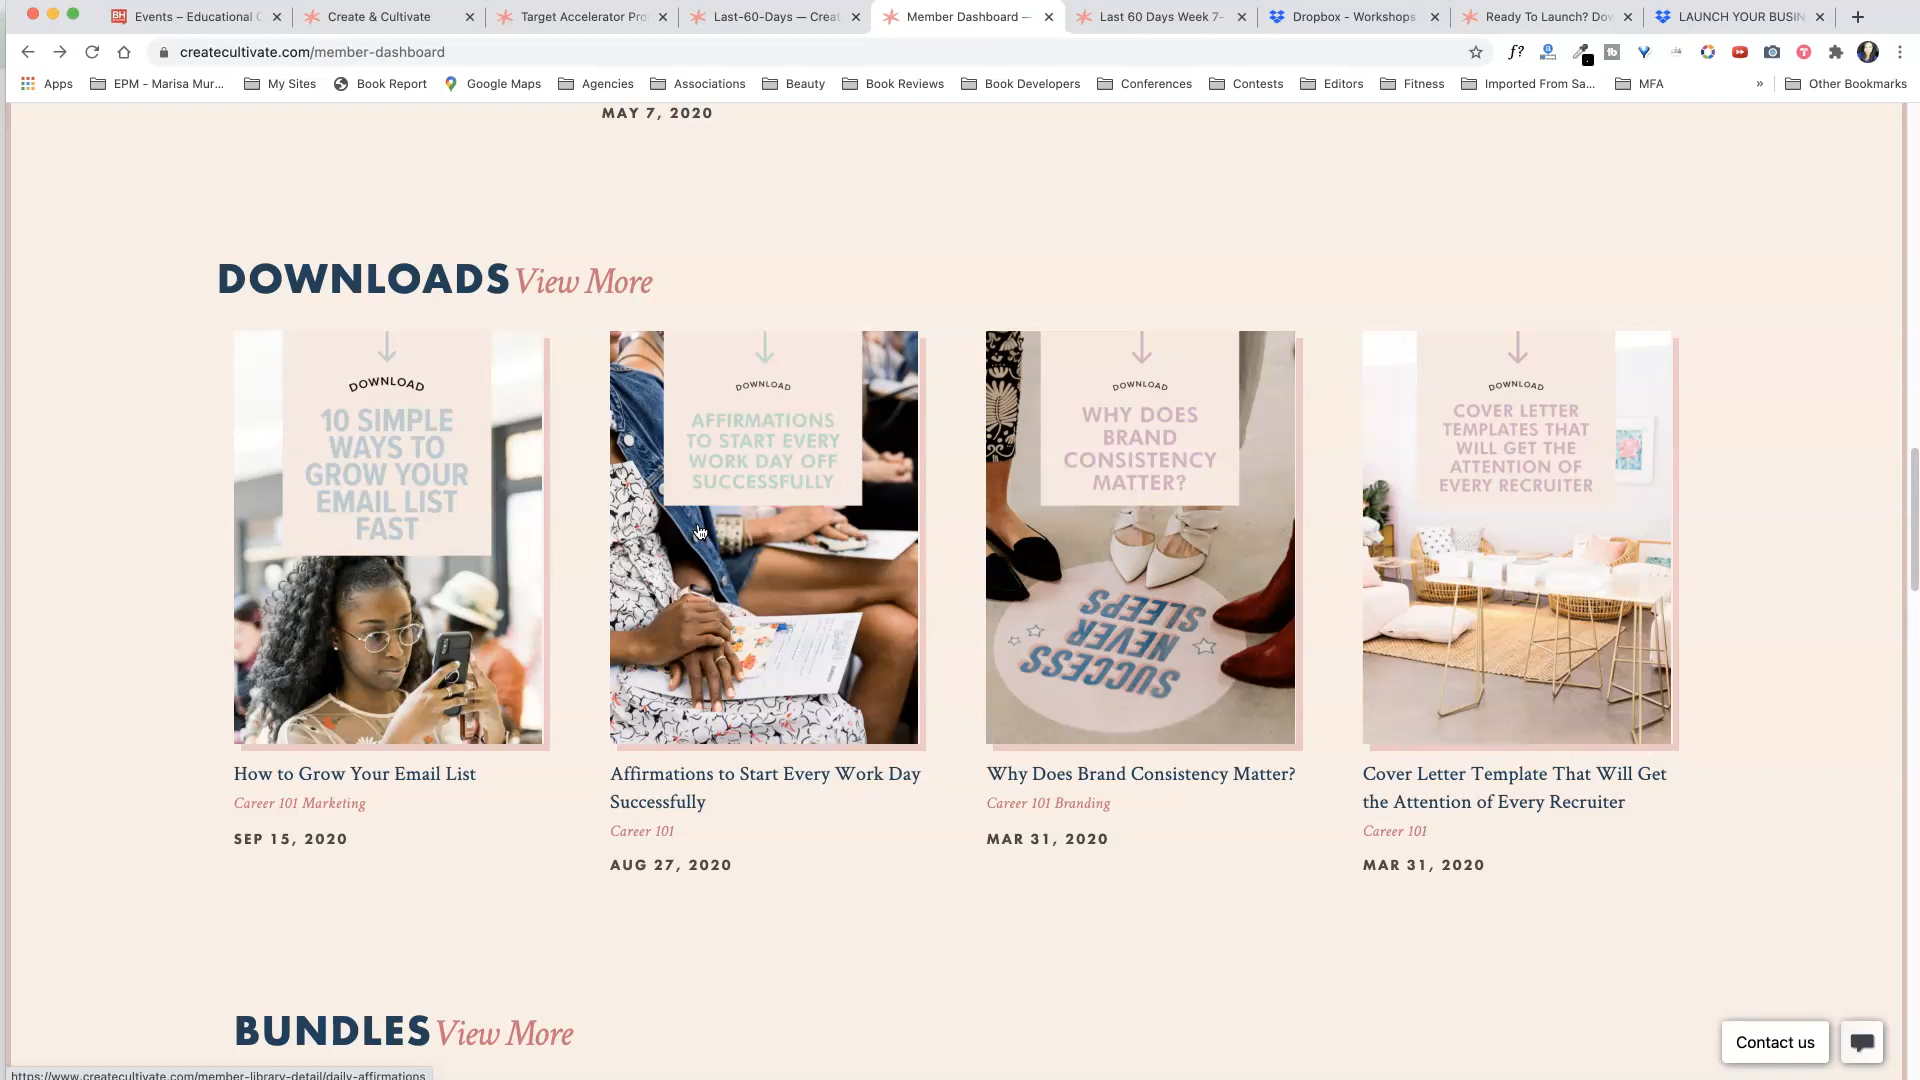 Events – Educational
Create & Cultivate
Target Accelerator Pro
Last-60-Days — Creat
Member Dashboard —
Last 60 Days Week 7-
Dropbox - Workshops
Ready To Launch? Dow
LAUNCH YOUR BUSIN
createcultivate.com/member-dashboard
Apps
EPM - Marisa Mur...
My Sites
Book Report
Google Maps
Agencies
Associations
Beauty
Book Reviews
Book Developers
Conferences
Contests
Editors
Fitness
Imported From Sa...
MFA
»
Other Bookmarks
MAY 7, 2020
DOWNLOADS View More
DOWNLOAD
10 SIMPLE
WAYS TO
GROW YOUR
EMAIL LIST
FAST
DOWNLOAD
AFFIRMATIONS
TO START EVERY
WORK DAY OFF
SUCCESSFULLY
DOWNLOAD
WHY DOES
BRAND
CONSISTENCY
MATTER?
SUCCESS
NEVER
SLEEPS
DOWNLOAD
COVER LETTER
TEMPLATES THAT
WILL GET THE
ATTENTION OF
EVERY RECRUITER
How to Grow Your Email List
Career 101 Marketing
SEP 15, 2020
Affirmations to Start Every Work Day
Successfully
Career 101
AUG 27, 2020
Why Does Brand Consistency Matter?
Career 101 Branding
MAR 31, 2020
Cover Letter Template That Will Get
the Attention of Every Recruiter
Career 101
MAR 31, 2020
BUNDLES View More
Contact us
https://www.createcultivate.com/member-library-detail/daily-affirmations